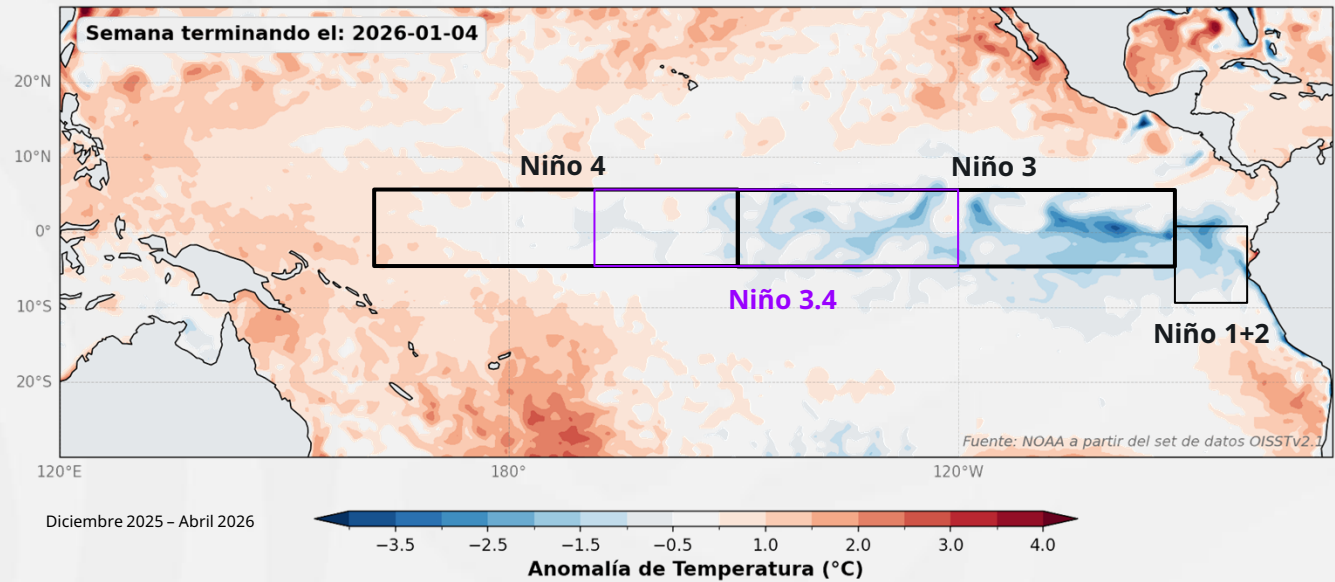 Semana terminando el: 2026-01-04
20°N
10°N
Niño 4
Niño 3
0°
Niño 3.4
10°S
Niño 1+2
20°S
Fuente: NOAA a partir del set de datos OISSTv2.1
120°E
180°
120°W
Diciembre 2025 – Abril 2026
−3.5
−2.5
−1.5
−0.5
1.0
2.0
3.0
4.0
Anomalía de Temperatura (°C)